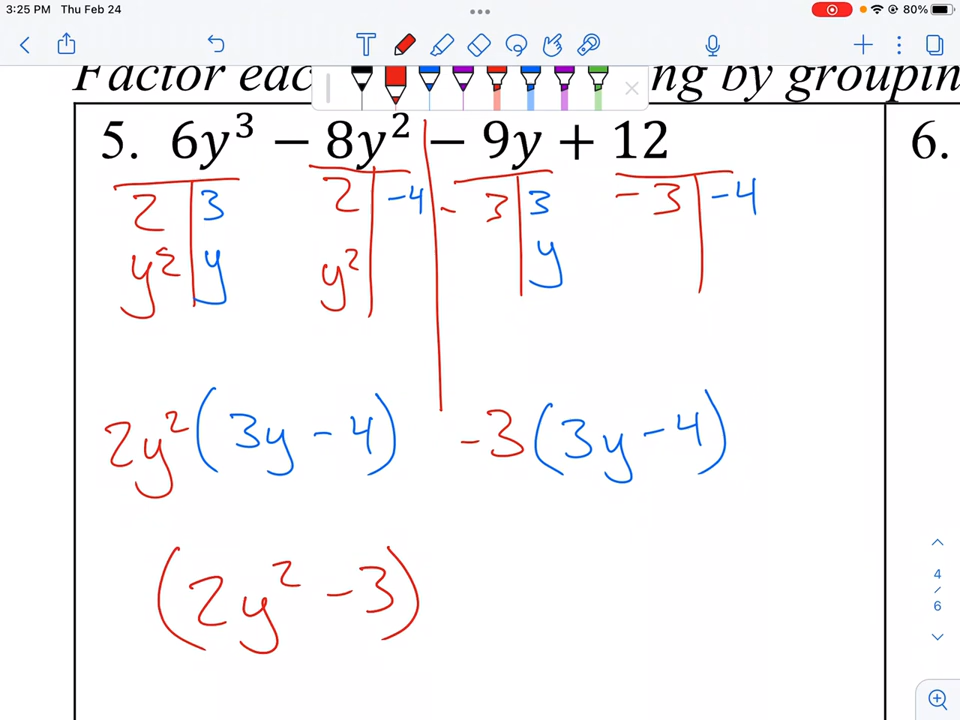 3:25 PM Thu Feb 24
80%
T
Factor eac
ng by groupin
5. 6y³ − 8y² − 9y + 12
6.
2 | 3 2 | -4 -3 | 3 -3 | -4
y² | y y² | y
2y²(3y − 4) -3(3y − 4)
(2y² − 3)
4
/
6